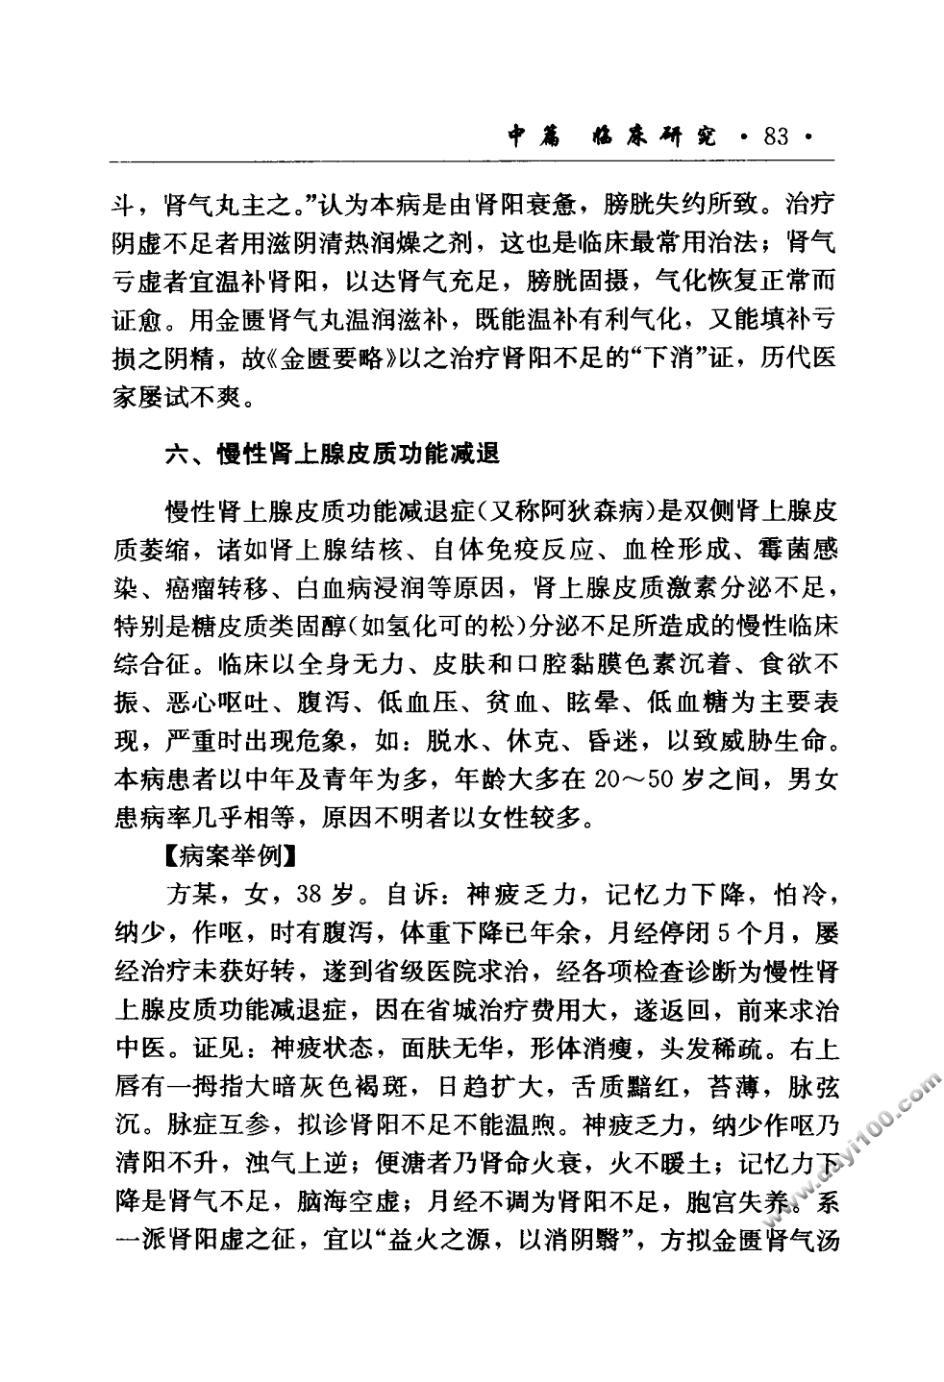 中篇 临床研究 · 83 ·
斗，肾气丸主之。”认为本病是由肾阳衰惫，膀胱失约所致。治疗
阴虚不足者用滋阴清热润燥之剂，这也是临床最常用治法；肾气
亏虚者宜温补肾阳，以达肾气充足，膀胱固摄，气化恢复正常而
证愈。用金匮肾气丸温润滋补，既能温补有利气化，又能填补亏
损之阴精，故《金匮要略》以之治疗肾阳不足的“下消”证，历代医
家屡试不爽。
六、慢性肾上腺皮质功能减退
慢性肾上腺皮质功能减退症（又称阿狄森病）是双侧肾上腺皮
质萎缩，诸如肾上腺结核、自体免疫反应、血栓形成、霉菌感
染、癌瘤转移、白血病浸润等原因，肾上腺皮质激素分泌不足，
特别是糖皮质类固醇（如氢化可的松）分泌不足所造成的慢性临床
综合征。临床以全身无力、皮肤和口腔黏膜色素沉着、食欲不
振、恶心呕吐、腹泻、低血压、贫血、眩晕、低血糖为主要表
现，严重时出现危象，如：脱水、休克、昏迷，以致威胁生命。
本病患者以中年及青年为多，年龄大多在 20～50 岁之间，男女
患病率几乎相等，原因不明者以女性较多。
【病案举例】
方某，女，38 岁。自诉：神疲乏力，记忆力下降，怕冷，
纳少，作呕，时有腹泻，体重下降已年余，月经停闭 5 个月，屡
经治疗未获好转，遂到省级医院求治，经各项检查诊断为慢性肾
上腺皮质功能减退症，因在省城治疗费用大，遂返回，前来求治
中医。证见：神疲状态，面肤无华，形体消瘦，头发稀疏。右上
唇有一拇指大暗灰色褐斑，日趋扩大，舌质黯红，苔薄，脉弦
沉。脉症互参，拟诊肾阳不足不能温煦。神疲乏力，纳少作呕乃
清阳不升，浊气上逆；便溏者乃肾命火衰，火不暖土；记忆力下
降是肾气不足，脑海空虚；月经不调为肾阳不足，胞宫失养。系
一派肾阳虚之征，宜以“益火之源，以消阴翳”，方拟金匮肾气汤
www.dayi100.com